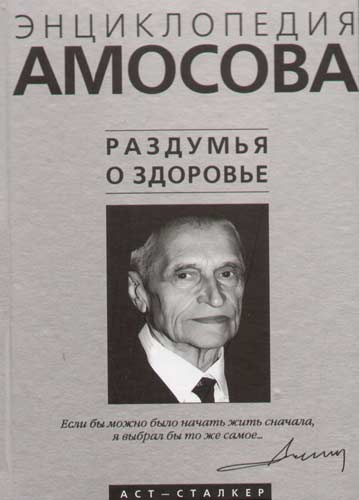 ЭНЦИКЛОПЕДИЯ
АМОСОВА
РАЗДУМЬЯ
О ЗДОРОВЬЕ
Если бы можно было начать жить сначала,
я выбрал бы то же самое...
АСТ — СТАЛКЕР